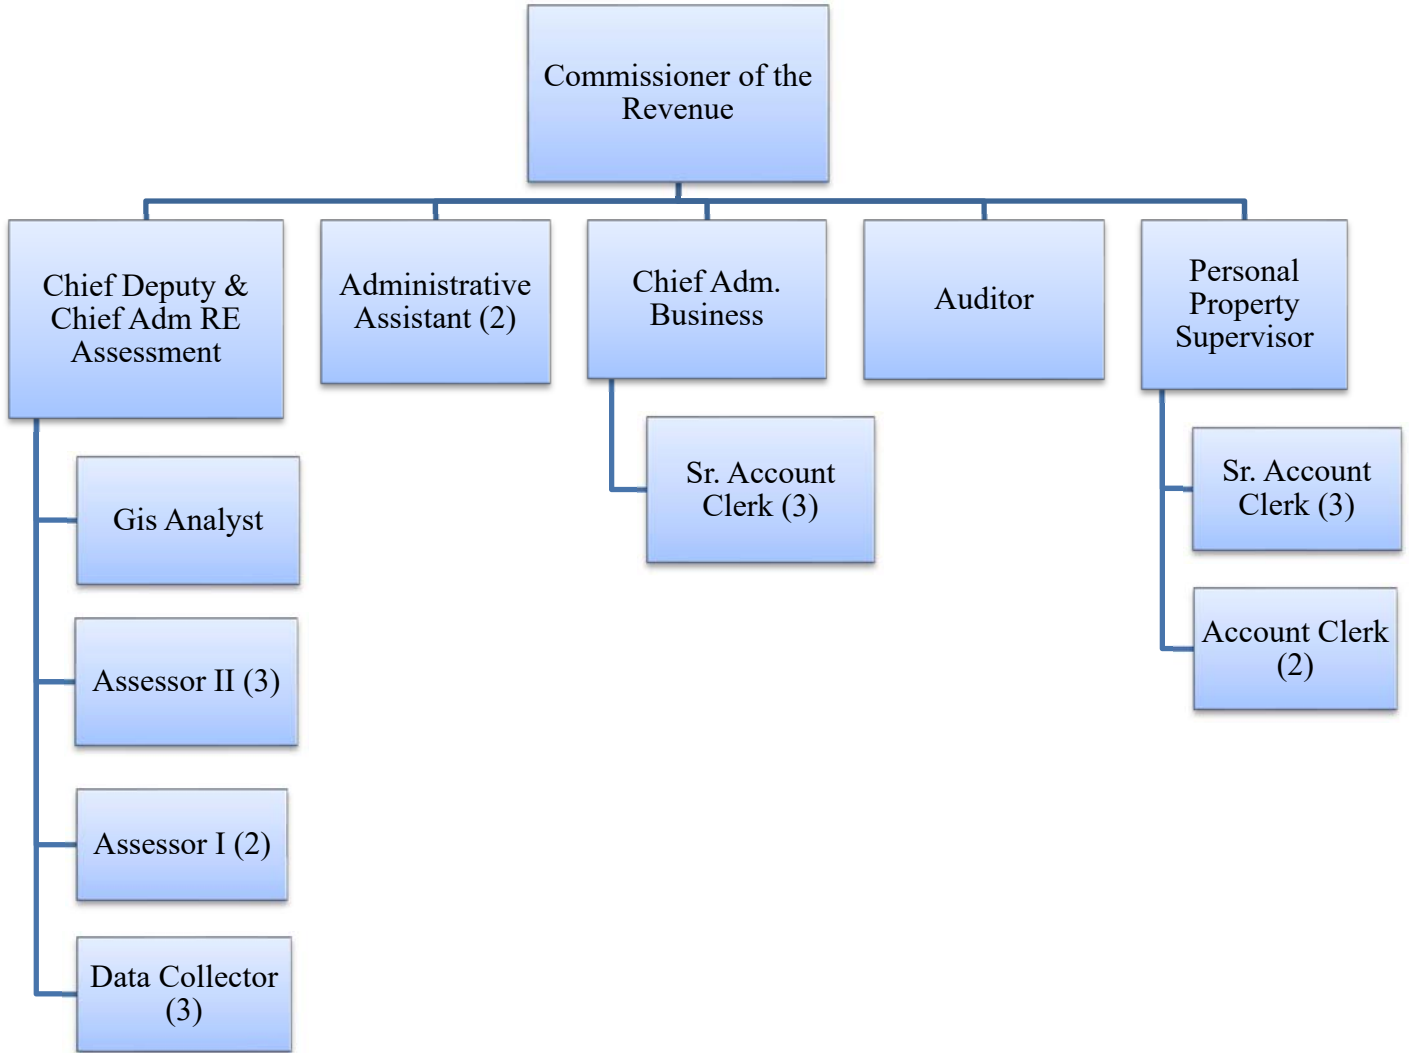 Commissioner of the
Revenue
Chief Deputy &
Chief Adm RE
Assessment
Administrative
Assistant (2)
Chief Adm.
Business
Auditor
Personal
Property
Supervisor
Gis Analyst
Assessor II (3)
Assessor I (2)
Data Collector
(3)
Sr. Account
Clerk (3)
Sr. Account
Clerk (3)
Account Clerk
(2)